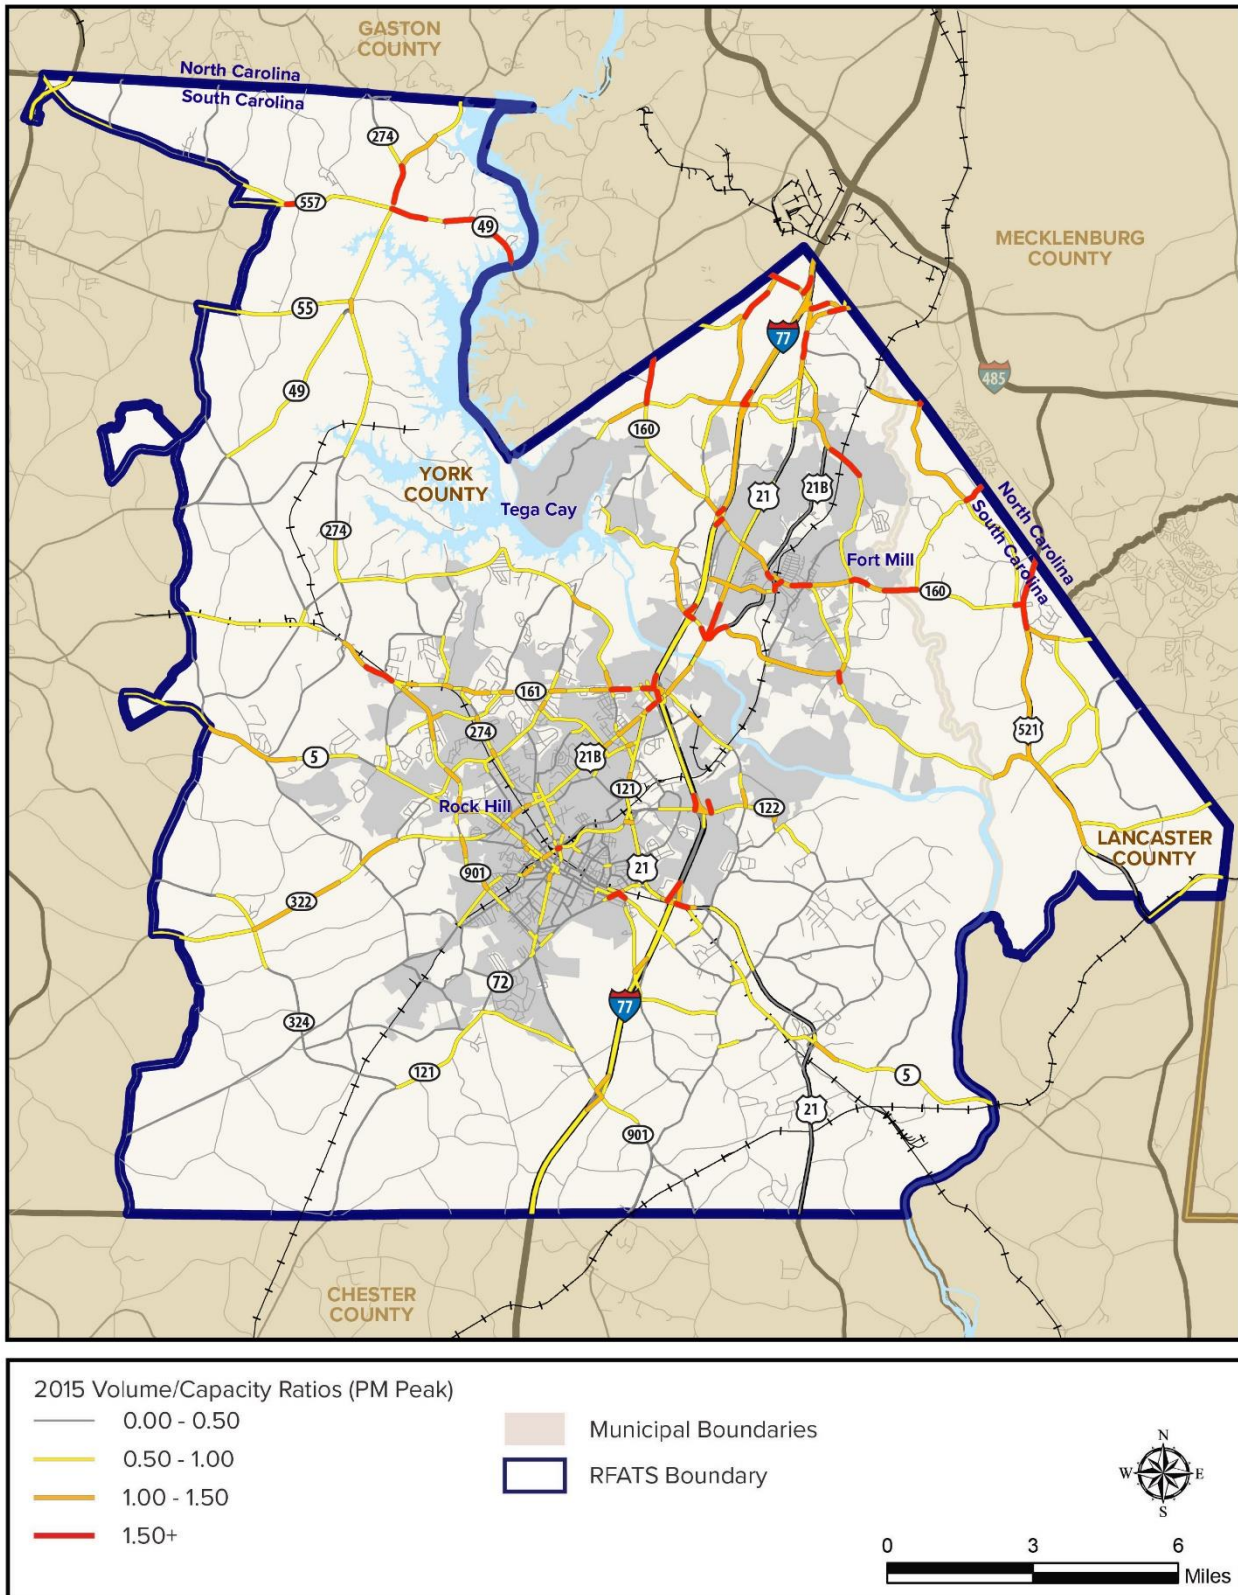 GASTON
COUNTY
North Carolina
South Carolina
274
557
49
MECKLENBURG
COUNTY
55
77
485
49
160
YORK
COUNTY
21
21B
Tega Cay
North Carolina
South Carolina
274
Fort Mill
160
161
274
521
5
21B
121
Rock Hill
122
LANCASTER
COUNTY
21
901
322
72
77
324
121
5
21
901
CHESTER
COUNTY
2015 Volume/Capacity Ratios (PM Peak)
0.00 - 0.50
0.50 - 1.00
1.00 - 1.50
1.50+
Municipal Boundaries
RFATS Boundary
N
W
E
S
0
3
6
Miles